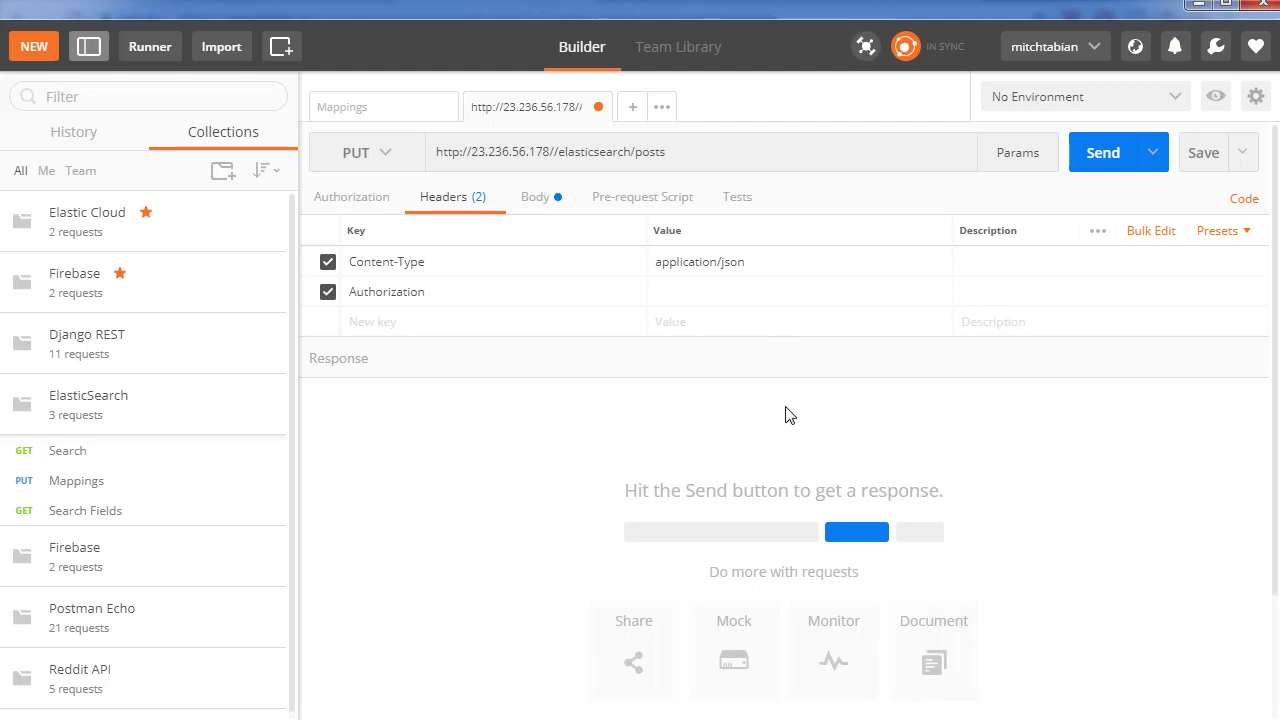 NEW
Runner
Import
Builder
Team Library
IN SYNC
mitchtabian
Filter
History
Collections
All Me Team
Elastic Cloud
2 requests
Firebase
2 requests
Django REST
11 requests
ElasticSearch
3 requests
GET Search
PUT Mappings
GET Search Fields
Firebase
2 requests
Postman Echo
21 requests
Reddit API
5 requests
Mappings
http://23.236.56.178//
+
No Environment
PUT
http://23.236.56.178//elasticsearch/posts
Params
Send
Save
Authorization
Headers (2)
Body
Pre-request Script
Tests
Code
Key Value Description
Bulk Edit
Presets
Content-Type application/json
Authorization
New key Value Description
Response
Hit the Send button to get a response.
Do more with requests
Share
Mock
Monitor
Document